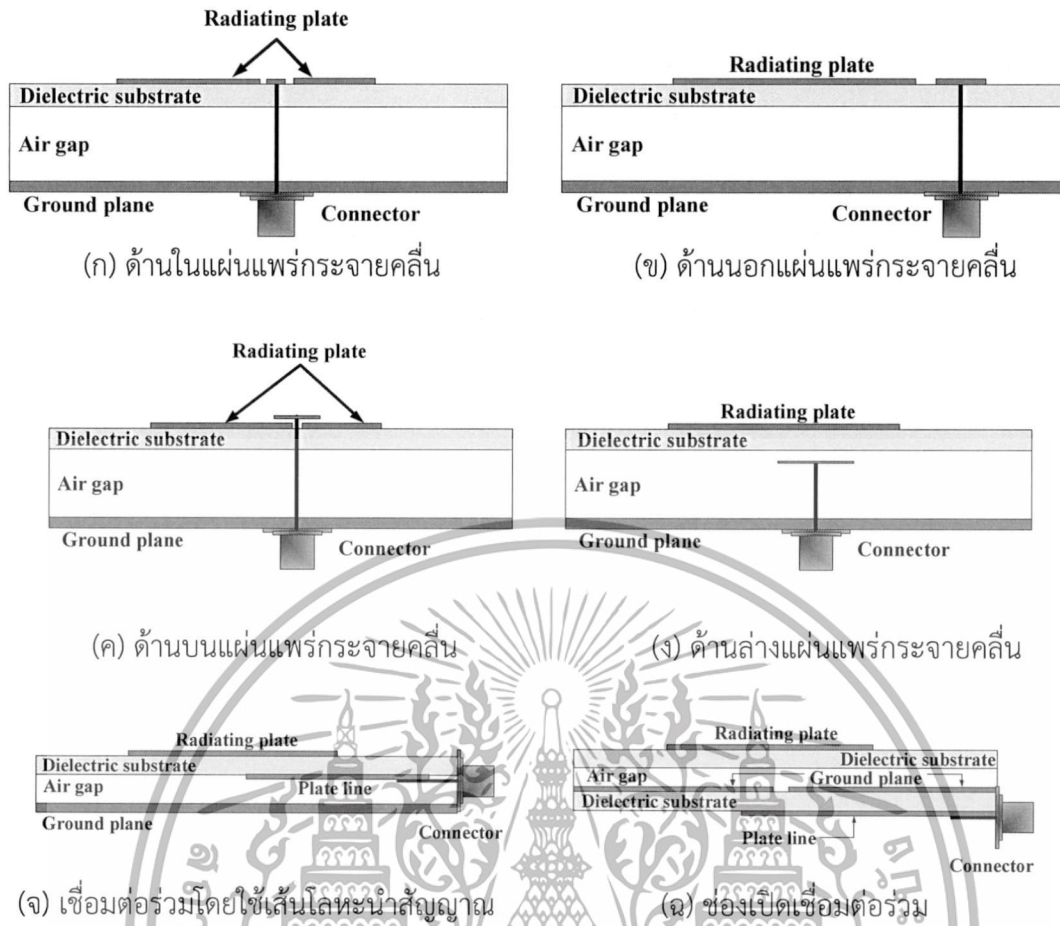 Radiating plate
Dielectric substrate
Air gap
Ground plane
Connector
(ก) ด้านในแผ่นแพร่กระจายคลื่น
Radiating plate
Dielectric substrate
Air gap
Ground plane
Connector
(ข) ด้านนอกแผ่นแพร่กระจายคลื่น
Radiating plate
Dielectric substrate
Air gap
Ground plane
Connector
(ค) ด้านบนแผ่นแพร่กระจายคลื่น
Radiating plate
Dielectric substrate
Air gap
Ground plane
Connector
(ง) ด้านล่างแผ่นแพร่กระจายคลื่น
Radiating plate
Dielectric substrate
Air gap
Plate line
Ground plane
Connector
(จ) เชื่อมต่อร่วมโดยใช้เส้นโลหะนำสัญญาณ
Radiating plate
Dielectric substrate
Air gap
Ground plane
Dielectric substrate
Plate line
Connector
(ฉ) ช่องเปิดเชื่อมต่อร่วม